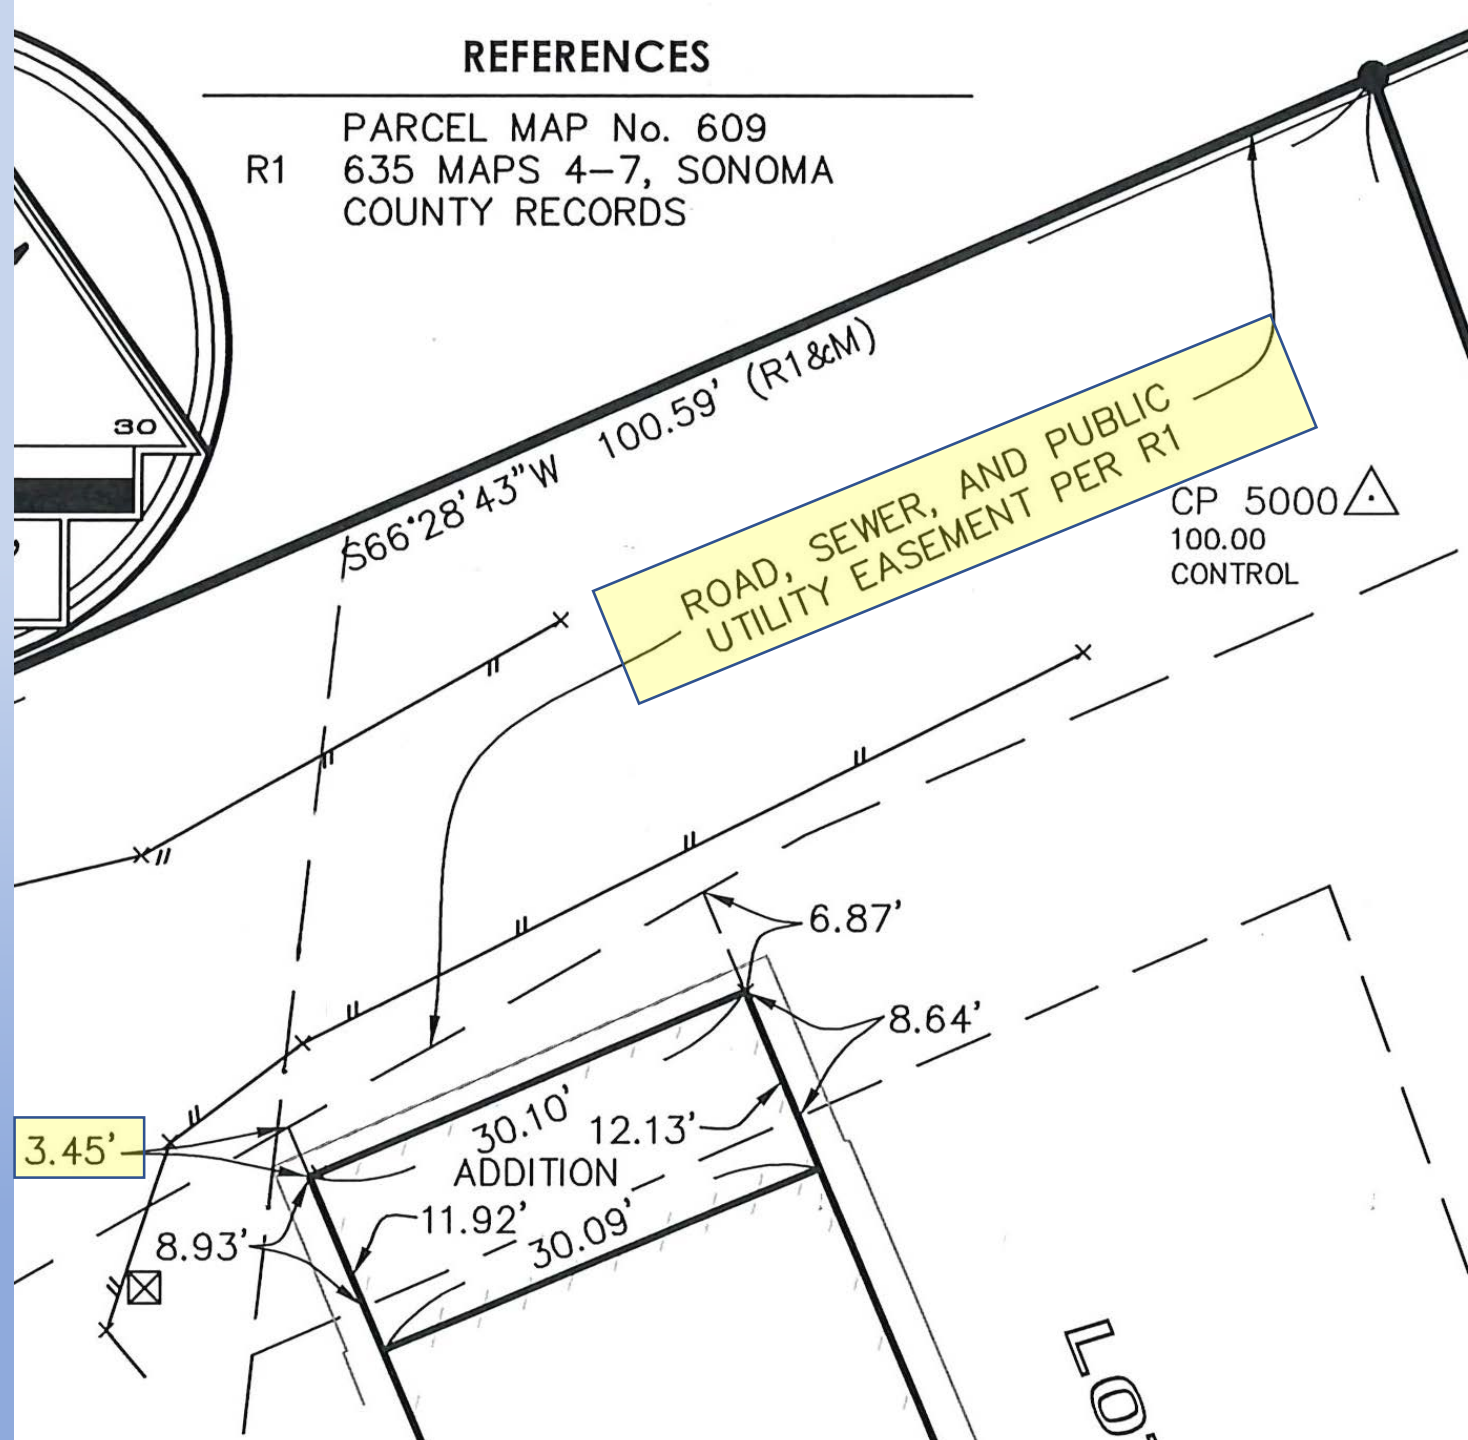 REFERENCES
PARCEL MAP No. 609
R1 635 MAPS 4-7, SONOMA
COUNTY RECORDS
30
S66°28'43"W 100.59' (R1&M)
ROAD, SEWER, AND PUBLIC
UTILITY EASEMENT PER R1
CP 5000
100.00
CONTROL
6.87'
8.64'
3.45'
30.10'
12.13'
ADDITION
11.92'
8.93'
30.09'